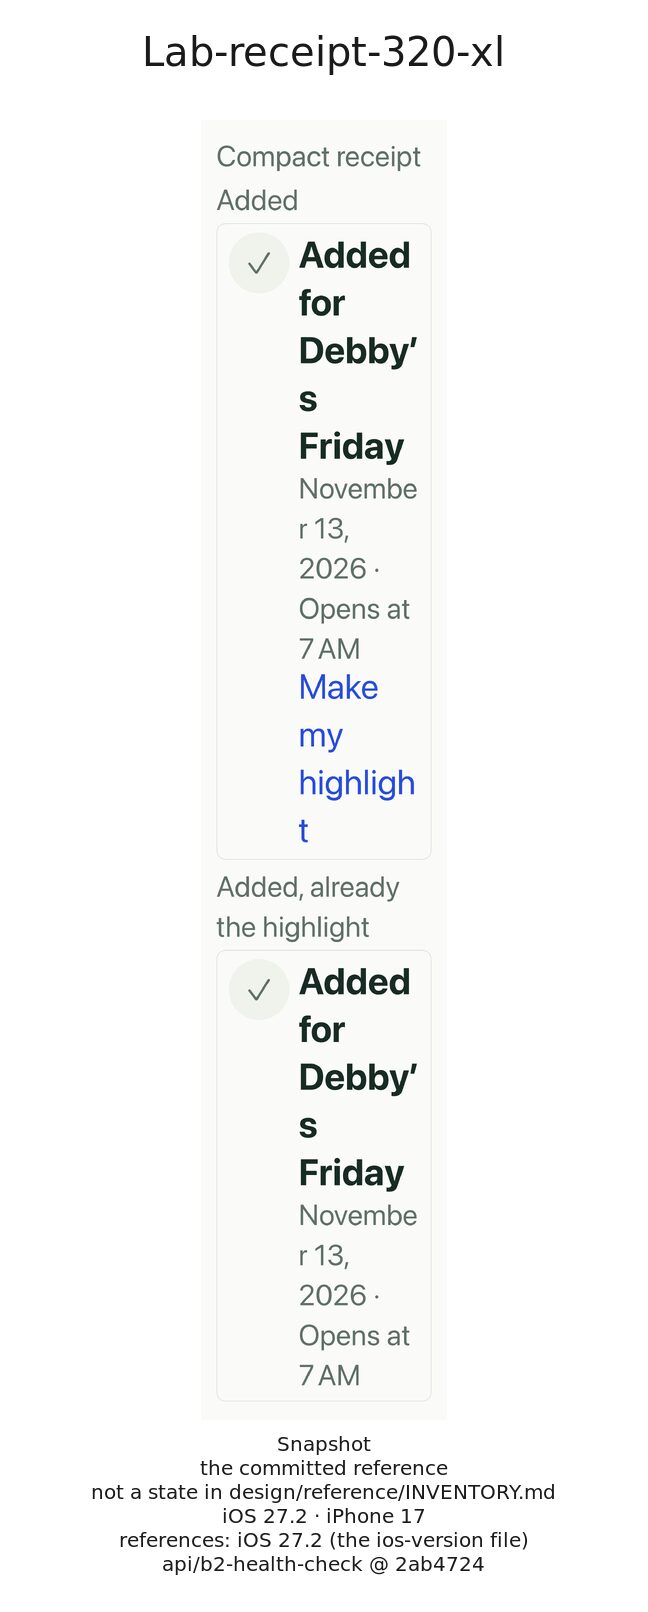 Lab-receipt-320-xl
Compact receipt
Added
Added
for
Debby’
s
Friday
Novembe
r 13,
2026 ·
Opens at
7 AM
Make
my
highligh
t
Added, already
the highlight
Added
for
Debby’
s
Friday
Novembe
r 13,
2026 ·
Opens at
7 AM
Snapshot
the committed reference
not a state in design/reference/INVENTORY.md
iOS 27.2 · iPhone 17
references: iOS 27.2 (the ios-version file)
api/b2-health-check @ 2ab4724